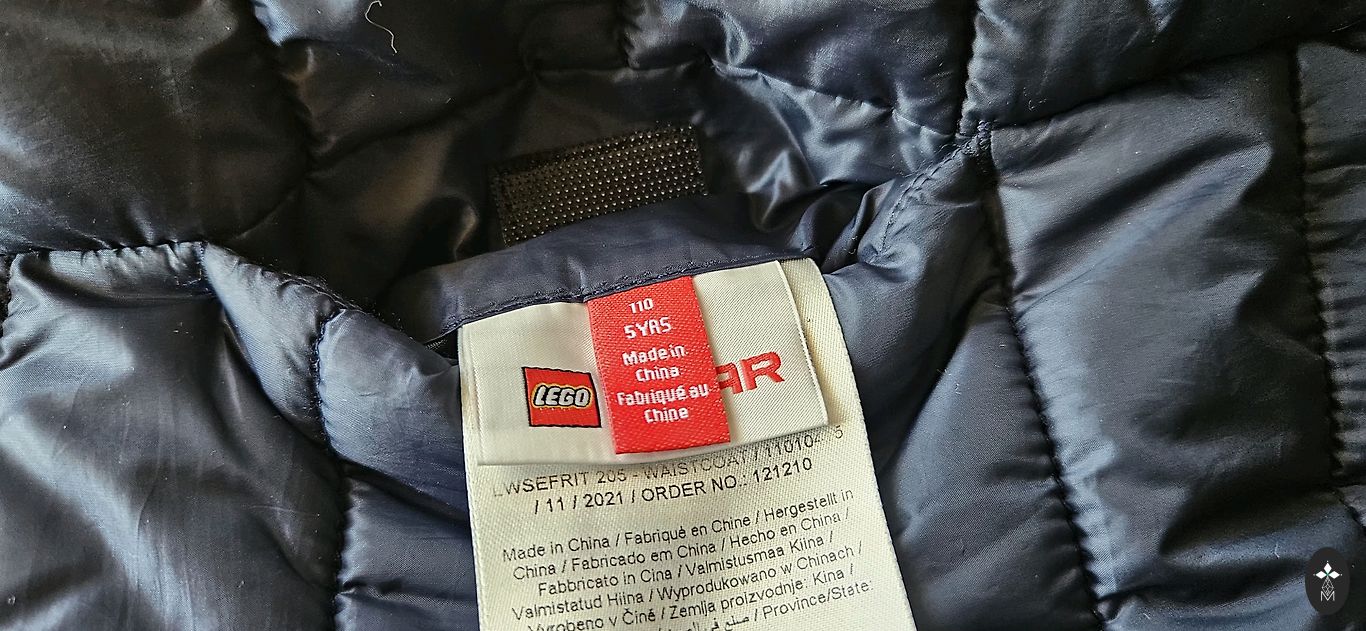 110
5YRS
Made in
China
Fabriqué au
Chine
LEGO
AR
LWSEFRIT 205 - WAISTCOAT /
/ 11 / 2021 / ORDER NO.: 121210
Made in China / Fabriquè en Chine / Hergestellt in
China / Fabricado em China / Hecho en China /
Fabbricato in Cina / Valmistusmaa Kiina /
Valmistatud Hiina / Wyprodukowano w Chinach /
Vyrobeno v Číně / Zemlja proizvodnje: Kina /
/ Province/State:
M